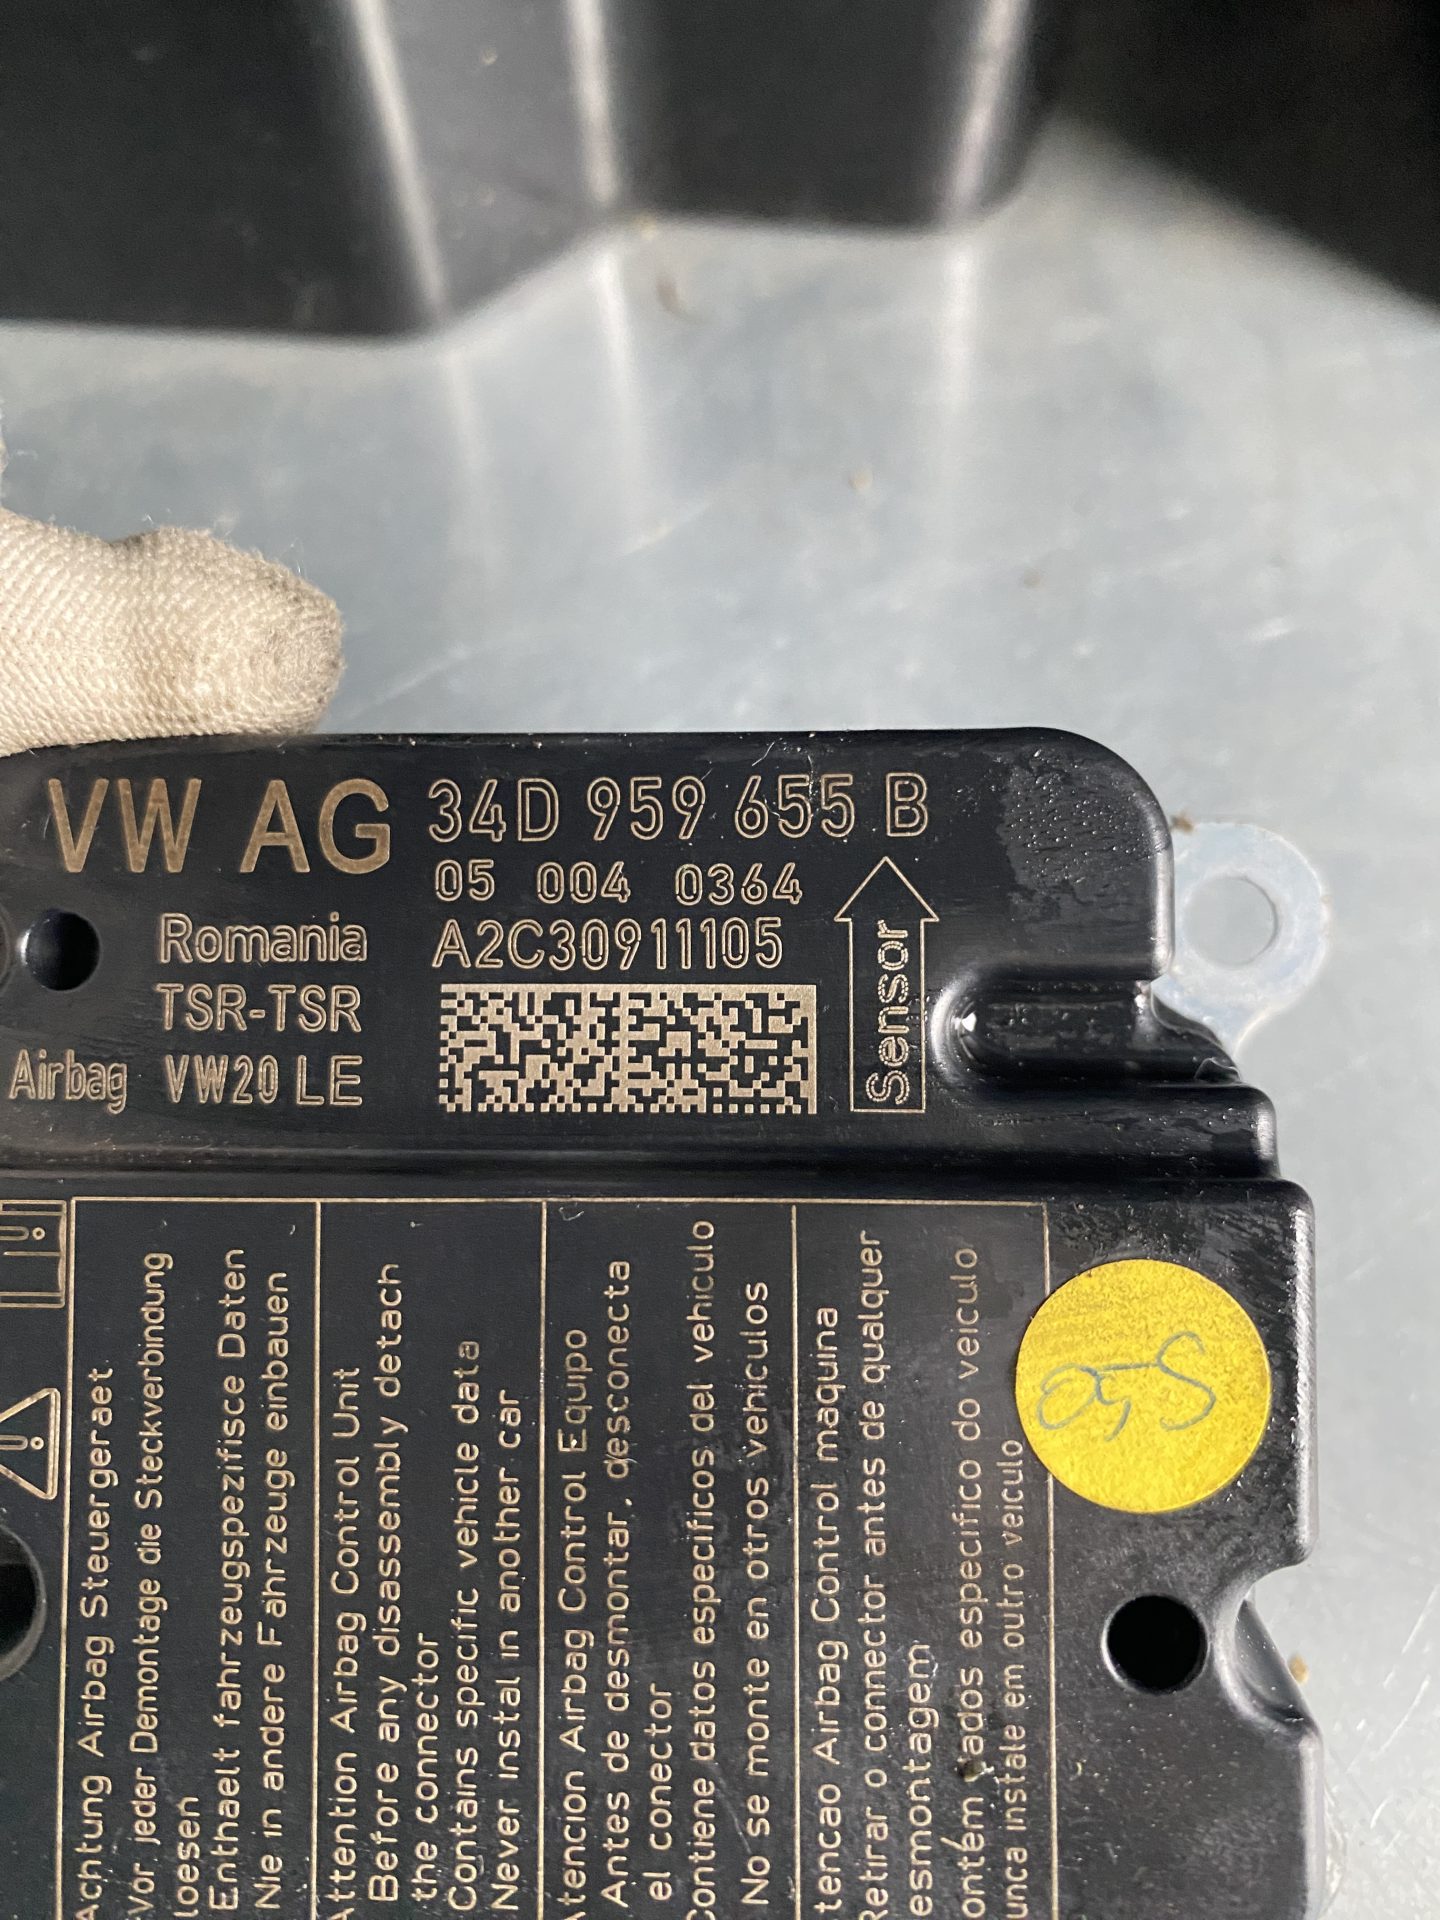 VW AG 34D 959 655 B
05 004 0364
Romania A2C30911105
TSR-TSR
Airbag VW20 LE
Sensor
Achtung Airbag Steuergeraet
Vor jeder Demontage die Steckverbindung
loesen
Enthaelt fahrzeugspezifisce Daten
Nie in andere Fahrzeuge einbauen
Attention Airbag Control Unit
Before any disassembly detach
the connector
Contains specific vehicle data
Never instal in another car
Atencion Airbag Control Equipo
Antes de desmontar, desconecta
el conector
Contiene datos especificos del vehiculo
No se monte en otros vehiculos
tencao Airbag Control maquina
Retirar o conector antes de qualquer
esmontagem
ontém dados especifico do veiculo
unca instale em outro veiculo